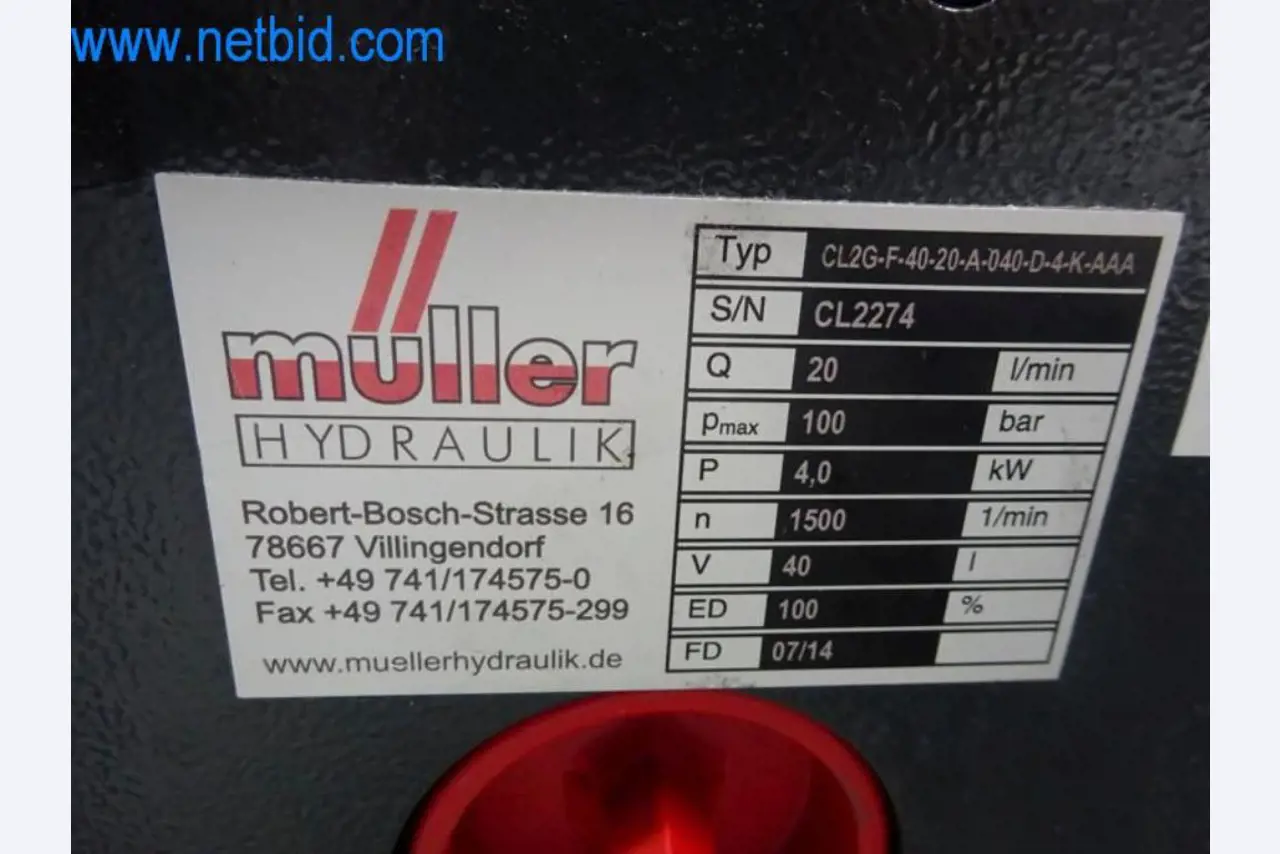 www.netbid.com
müller
HYDRAULIK
Robert-Bosch-Strasse 16
78667 Villingendorf
Tel. +49 741/174575-0
Fax +49 741/174575-299
www.muellerhydraulik.de
Typ CL2G-F-40-20-A-040-D-4-K-AAA
S/N CL2274
Q 20 l/min
pmax 100 bar
P 4,0 kW
n 1500 1/min
V 40 l
ED 100 %
FD 07/14